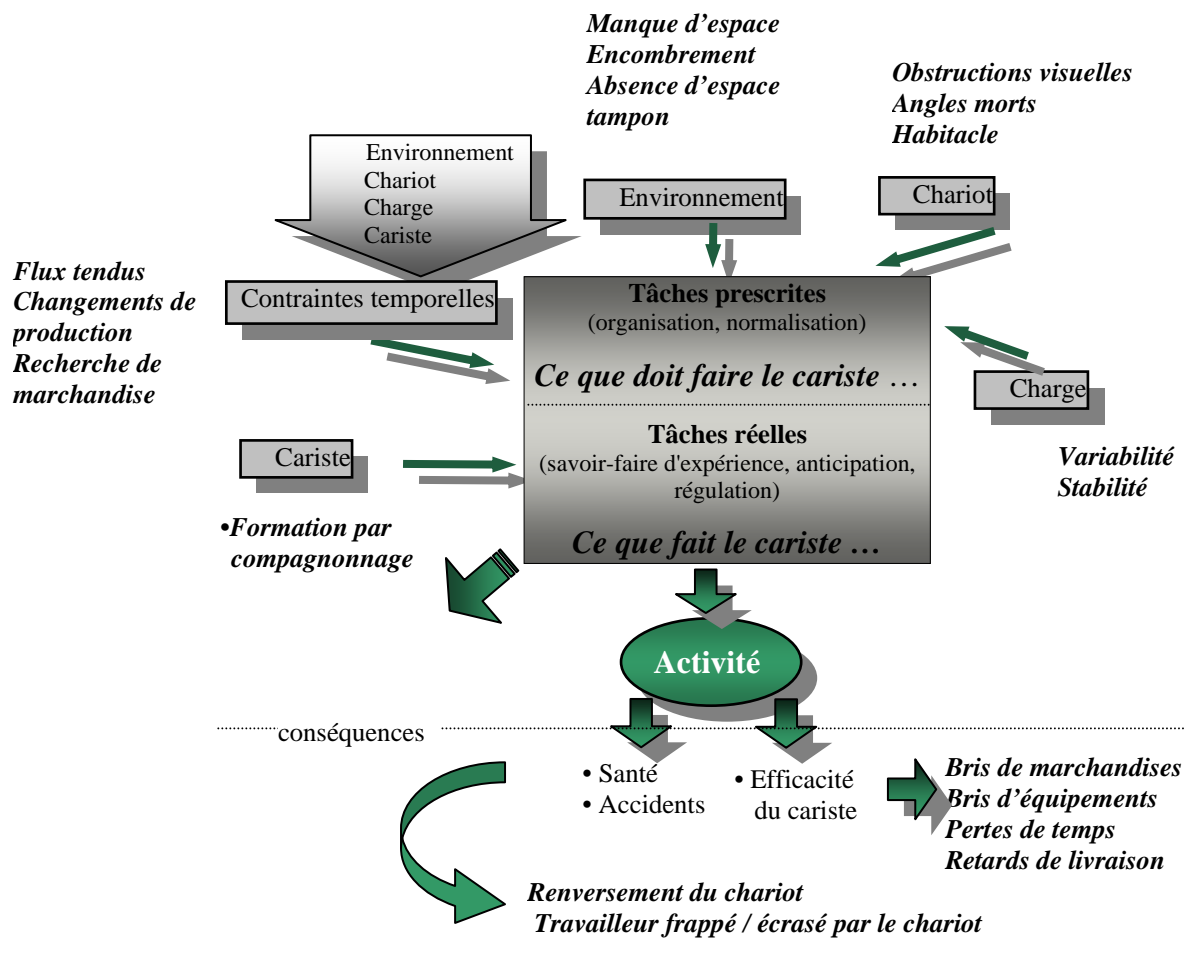 Manque d’espace
Encombrement
Absence d’espace
tampon
Obstructions visuelles
Angles morts
Habitacle
Environnement
Chariot
Charge
Cariste
Environnement
Chariot
Flux tendus
Changements de
production
Recherche de
marchandise
Contraintes temporelles
Tâches prescrites
(organisation, normalisation)
Ce que doit faire le cariste …
Charge
Variabilité
Stabilité
Cariste
•Formation par
compagnonnage
Tâches réelles
(savoir-faire d'expérience, anticipation,
régulation)
Ce que fait le cariste …
Activité
conséquences
• Santé
• Accidents
• Efficacité
du cariste
Bris de marchandises
Bris d’équipements
Pertes de temps
Retards de livraison
Renversement du chariot
Travailleur frappé / écrasé par le chariot